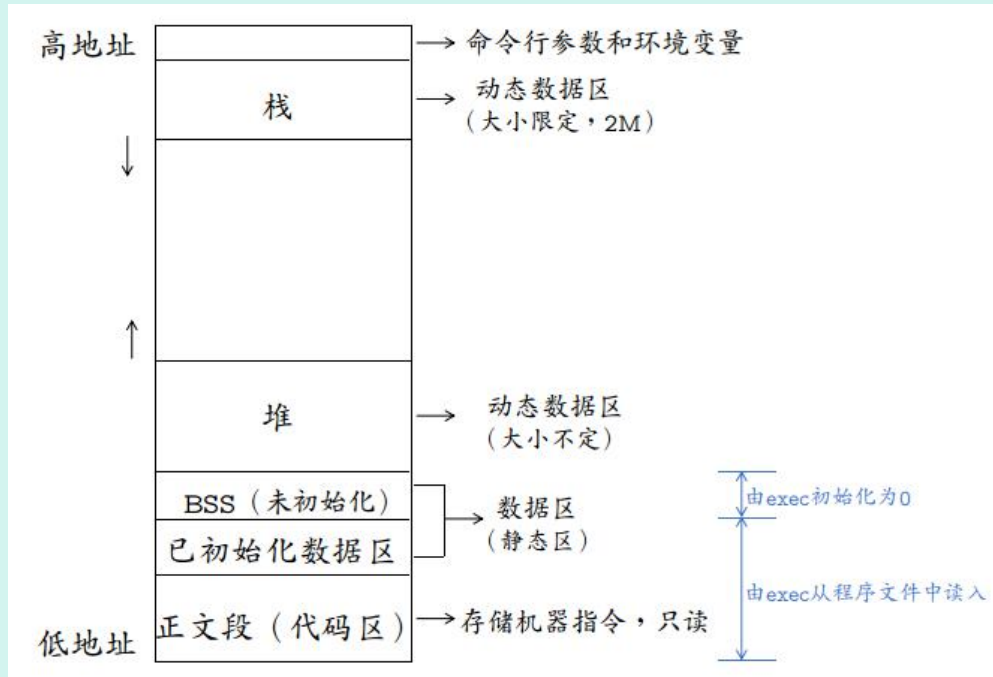 高地址
命令行参数和环境变量
栈
动态数据区
（大小限定，2M）
堆
动态数据区
（大小不定）
BSS（未初始化）
数据区
（静态区）
由exec初始化为0
已初始化数据区
由exec从程序文件中读入
正文段（代码区）
存储机器指令，只读
低地址